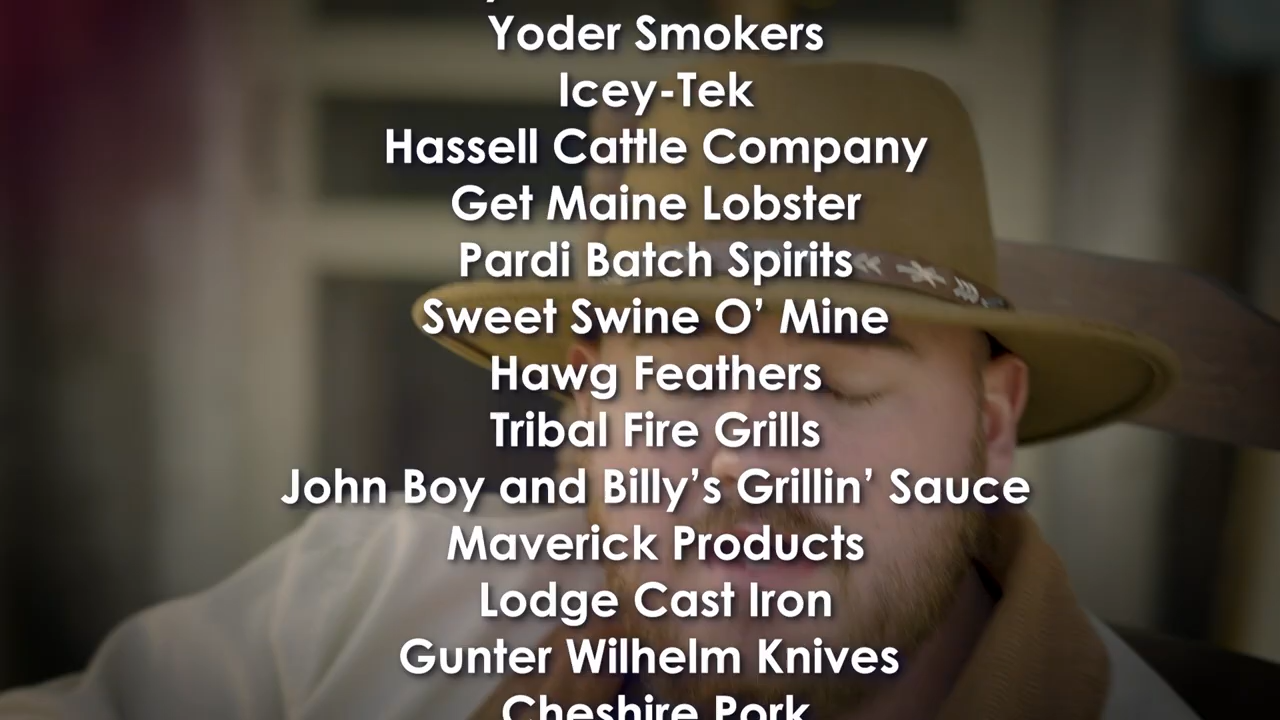 Yoder Smokers
Icey-Tek
Hassell Cattle Company
Get Maine Lobster
Pardi Batch Spirits
Sweet Swine O’ Mine
Hawg Feathers
Tribal Fire Grills
John Boy and Billy’s Grillin’ Sauce
Maverick Products
Lodge Cast Iron
Gunter Wilhelm Knives
Cheshire Pork